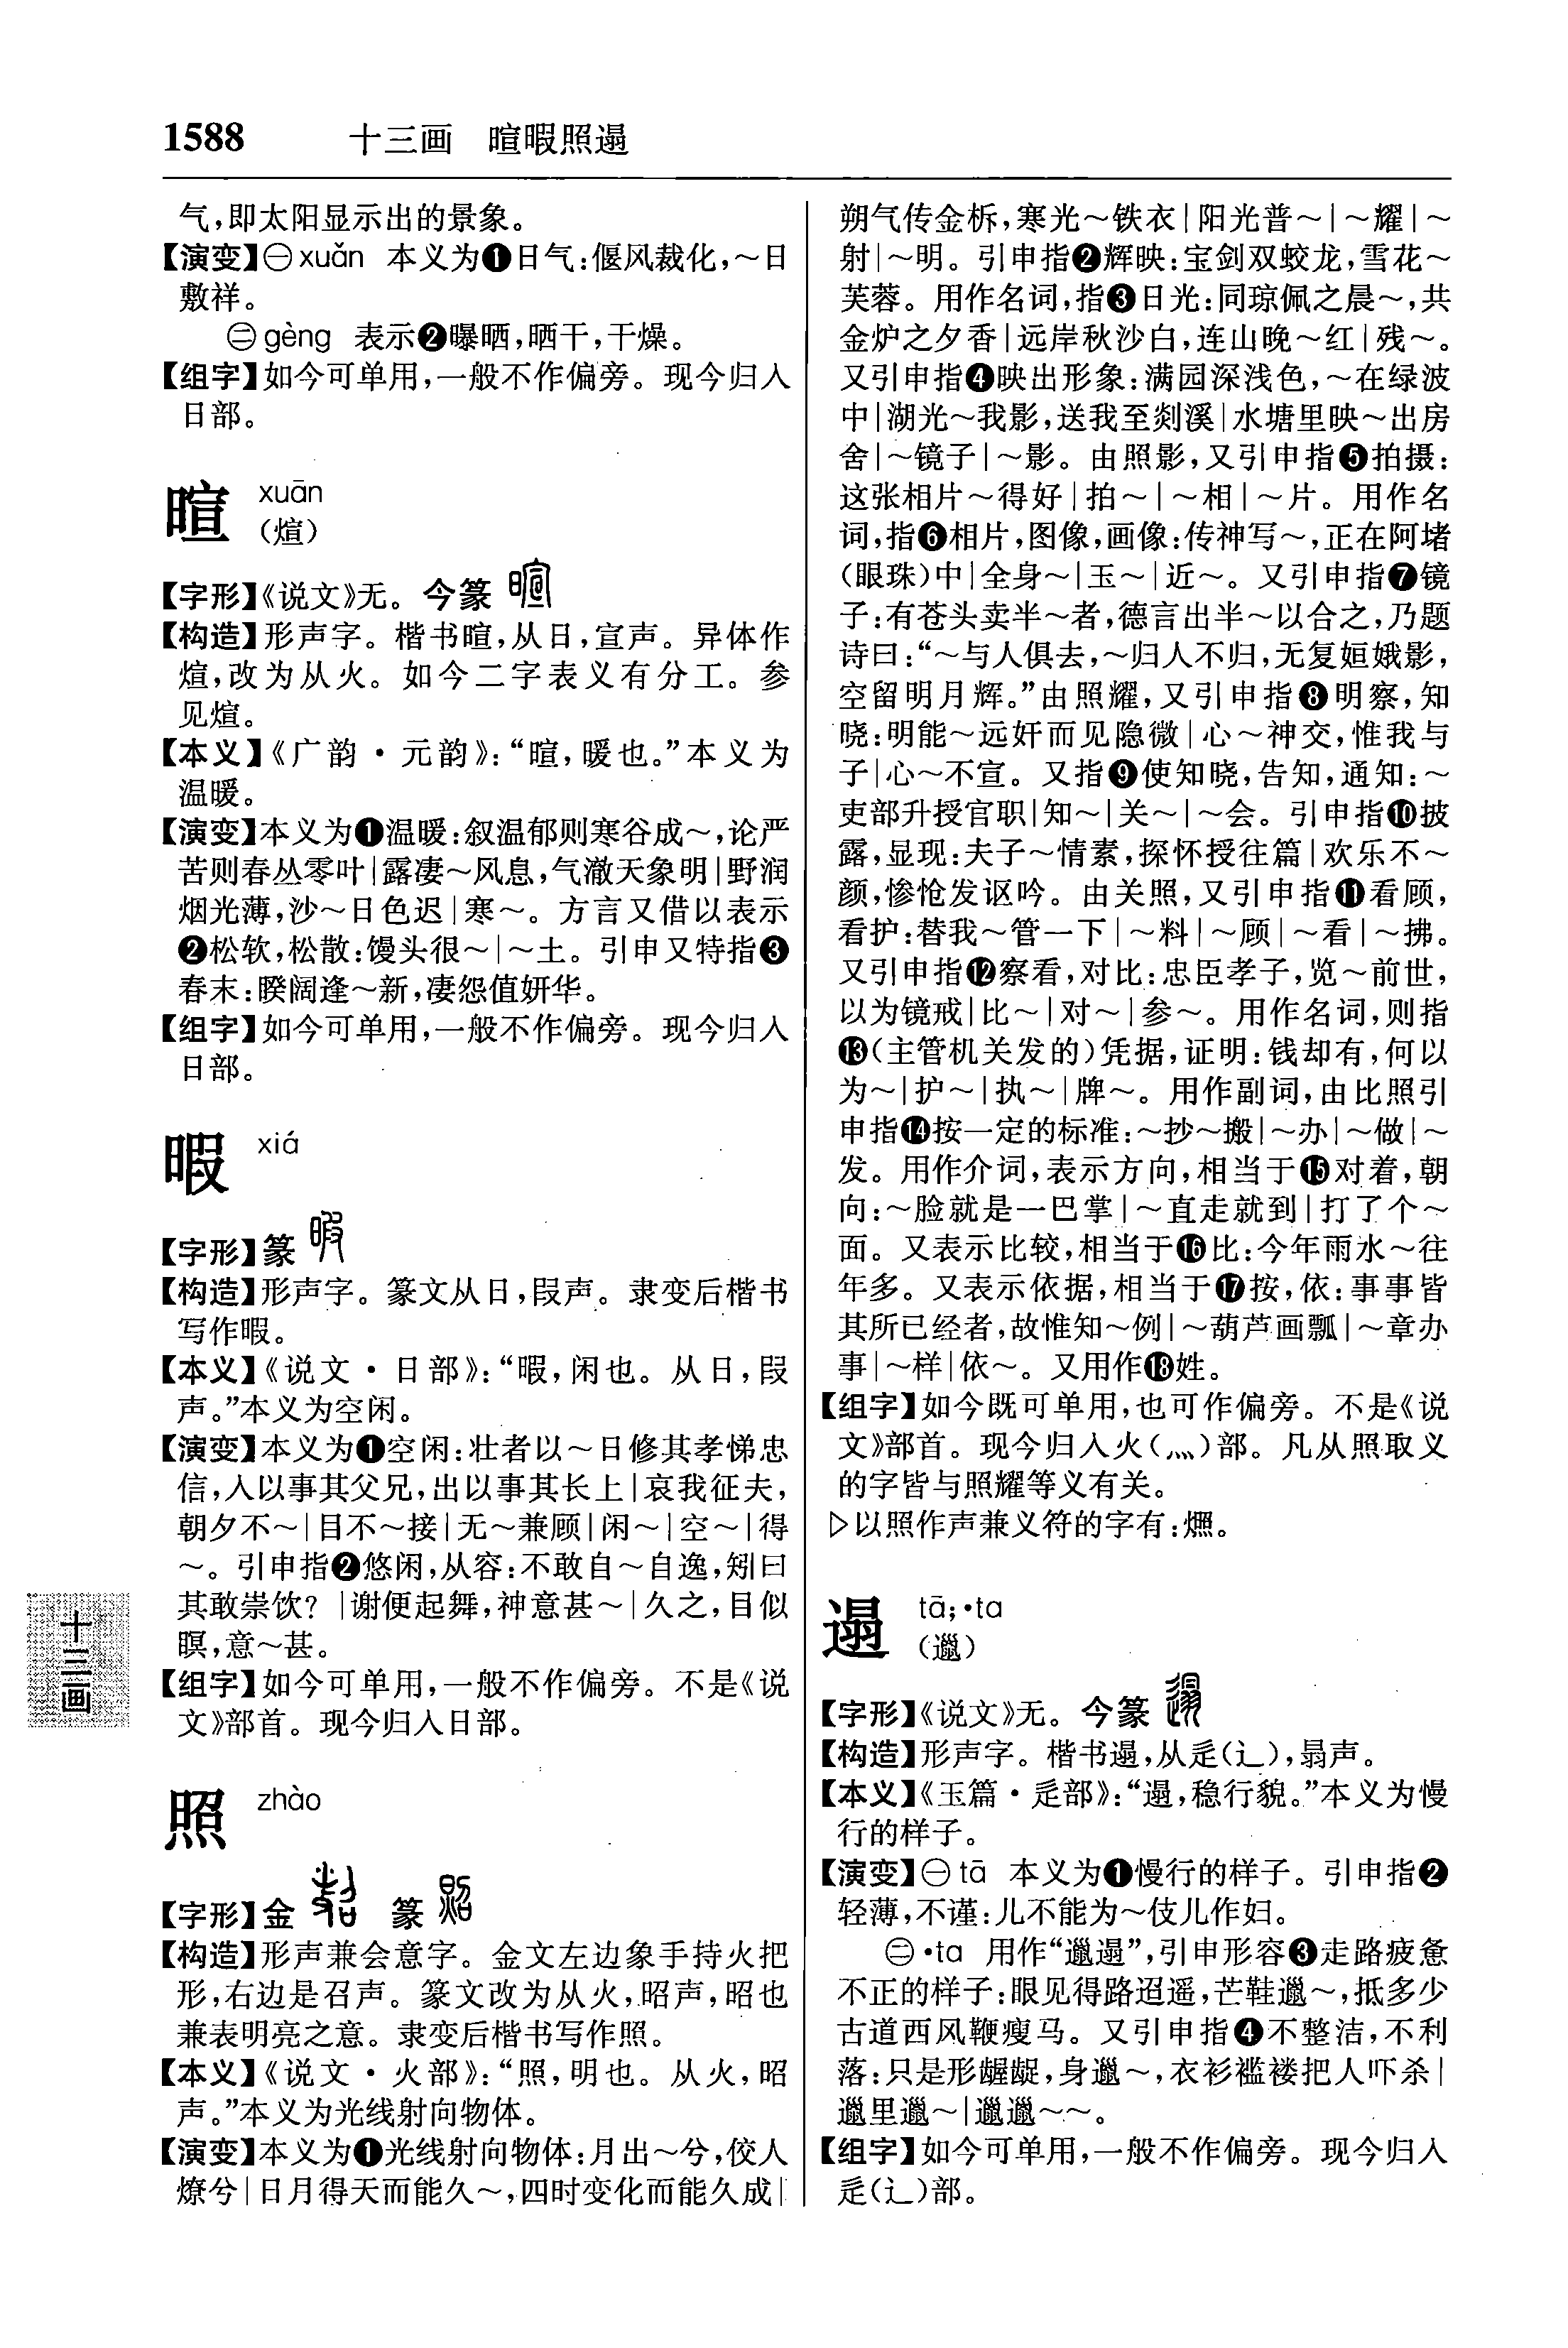 1588 十三画 暄暇照遢
气,即太阳显示出的景象。
【演变】㊀xuǎn 本义为❶日气:偃风裁化,～日
敷祥。
㊁gèng 表示❷曝晒,晒干,干燥。
【组字】如今可单用,一般不作偏旁。现今归入
日部。
暄 xuān
(煊)
【字形】《说文》无。今篆
【构造】形声字。楷书暄,从日,宣声。异体作
煊,改为从火。如今二字表义有分工。参
见煊。
【本义】《广韵·元韵》:“暄,暖也。”本义为
温暖。
【演变】本义为❶温暖:叙温郁则寒谷成～,论严
苦则春丛零叶|露凄～风息,气澈天象明|野润
烟光薄,沙～日色迟|寒～。方言又借以表示
❷松软,松散:馒头很～|～土。引申又特指❸
春末:睽阔逢～新,凄怨值妍华。
【组字】如今可单用,一般不作偏旁。现今归入
日部。
暇 xiá
【字形】篆
【构造】形声字。篆文从日,叚声。隶变后楷书
写作暇。
【本义】《说文·日部》:“暇,闲也。从日,叚
声。”本义为空闲。
【演变】本义为❶空闲:壮者以～日修其孝悌忠
信,入以事其父兄,出以事其长上|哀我征夫,
朝夕不～|目不～接|无～兼顾|闲～|空～|得
～。引申指❷悠闲,从容:不敢自～自逸,矧曰
其敢崇饮?|谢便起舞,神意甚～|久之,目似
瞑,意～甚。
【组字】如今可单用,一般不作偏旁。不是《说
文》部首。现今归入日部。
十三画
照 zhào
【字形】金 篆
【构造】形声兼会意字。金文左边象手持火把
形,右边是召声。篆文改为从火,昭声,昭也
兼表明亮之意。隶变后楷书写作照。
【本义】《说文·火部》:“照,明也。从火,昭
声。”本义为光线射向物体。
【演变】本义为❶光线射向物体:月出～兮,佼人
燎兮|日月得天而能久～,四时变化而能久成|
朔气传金柝,寒光～铁衣|阳光普～|～耀|～
射|～明。引申指❷辉映:宝剑双蛟龙,雪花～
芙蓉。用作名词,指❸日光:同琼佩之晨～,共
金炉之夕香|远岸秋沙白,连山晚～红|残～。
又引申指❹映出形象:满园深浅色,～在绿波
中|湖光～我影,送我至剡溪|水塘里映～出房
舍|～镜子|～影。由照影,又引申指❺拍摄:
这张相片～得好|拍～|～相|～片。用作名
词,指❻相片,图像,画像:传神写～,正在阿堵
(眼珠)中|全身～|玉～|近～。又引申指❼镜
子:有苍头卖半～者,德言出半～以合之,乃题
诗曰:“～与人俱去,～归人不归,无复姮娥影,
空留明月辉。”由照耀,又引申指❽明察,知
晓:明能～远奸而见隐微|心～神交,惟我与
子|心～不宣。又指❾使知晓,告知,通知:～
吏部升授官职|知～|关～|～会。引申指❿披
露,显现:夫子～情素,探怀授往篇|欢乐不～
颜,惨怆发讴吟。由关照,又引申指⓫看顾,
看护:替我～管一下|～料|～顾|～看|～拂。
又引申指⓬察看,对比:忠臣孝子,览～前世,
以为镜戒|比～|对～|参～。用作名词,则指
⓭(主管机关发的)凭据,证明:钱却有,何以
为～|护～|执～|牌～。用作副词,由比照引
申指⓮按一定的标准:～抄～搬|～办|～做|～
发。用作介词,表示方向,相当于⓯对着,朝
向:～脸就是一巴掌|～直走就到|打了个～
面。又表示比较,相当于⓰比:今年雨水～往
年多。又表示依据,相当于⓱按,依:事事皆
其所已经者,故惟知～例|～葫芦画瓢|～章办
事|～样|依～。又用作⓲姓。
【组字】如今既可单用,也可作偏旁。不是《说
文》部首。现今归入火(灬)部。凡从照取义
的字皆与照耀等义有关。
▷以照作声兼义符的字有:㷖。
遢 tā;·ta
(邋)
【字形】《说文》无。今篆
【构造】形声字。楷书遢,从辵(辶),𦐇声。
【本义】《玉篇·辵部》:“遢,稳行貌。”本义为慢
行的样子。
【演变】㊀tā 本义为❶慢行的样子。引申指❷
轻薄,不谨:儿不能为～伎儿作妇。
㊁·ta 用作“邋遢”,引申形容❸走路疲惫
不正的样子:眼见得路迢遥,芒鞋邋～,抵多少
古道西风鞭瘦马。又引申指❹不整洁,不利
落:只是形龌龊,身邋～,衣衫褴褛把人吓杀|
邋里邋～|邋邋～～。
【组字】如今可单用,一般不作偏旁。现今归入
辵(辶)部。